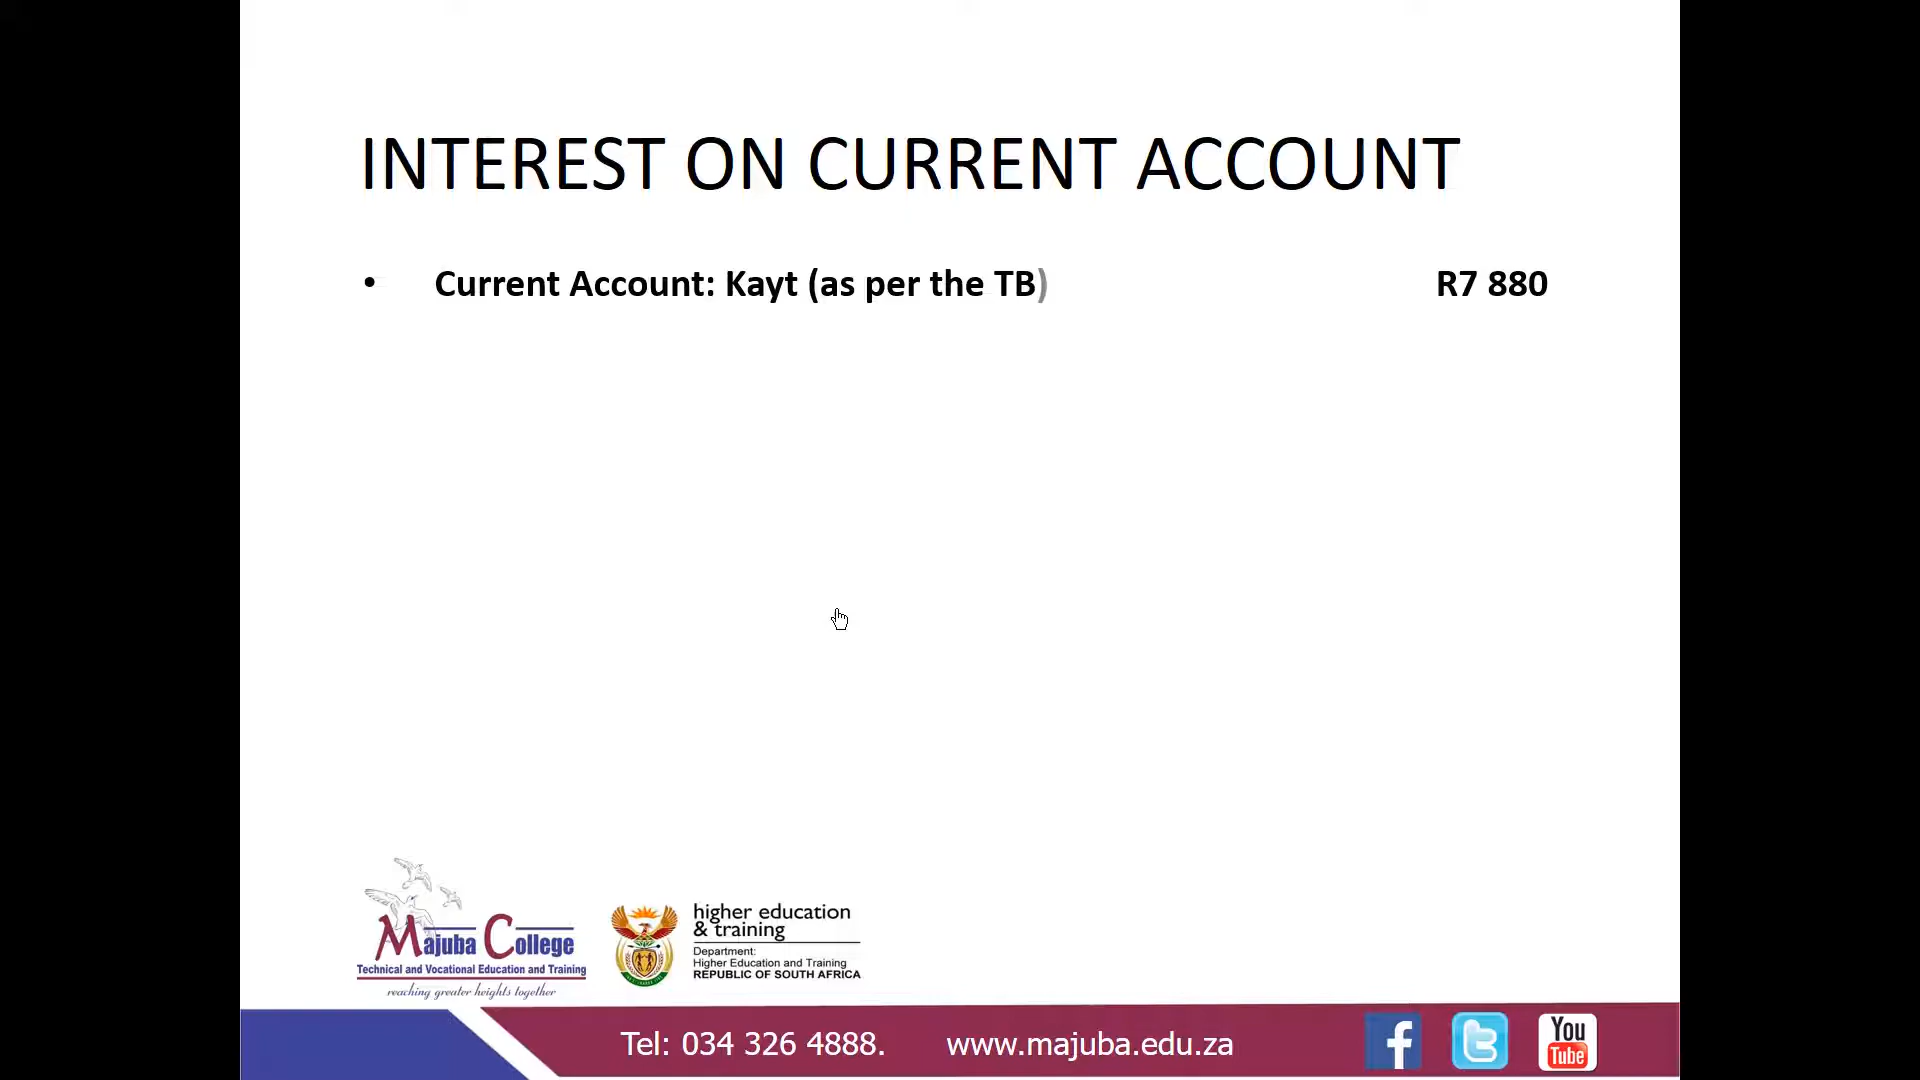 INTEREST ON CURRENT ACCOUNT
• Current Account: Kayt (as per the TB) R7 880
Majuba College
Technical and Vocational Education and Training
reaching greater heights together
higher education
& training
Department:
Higher Education and Training
REPUBLIC OF SOUTH AFRICA
Tel: 034 326 4888. www.majuba.edu.za
You
Tube